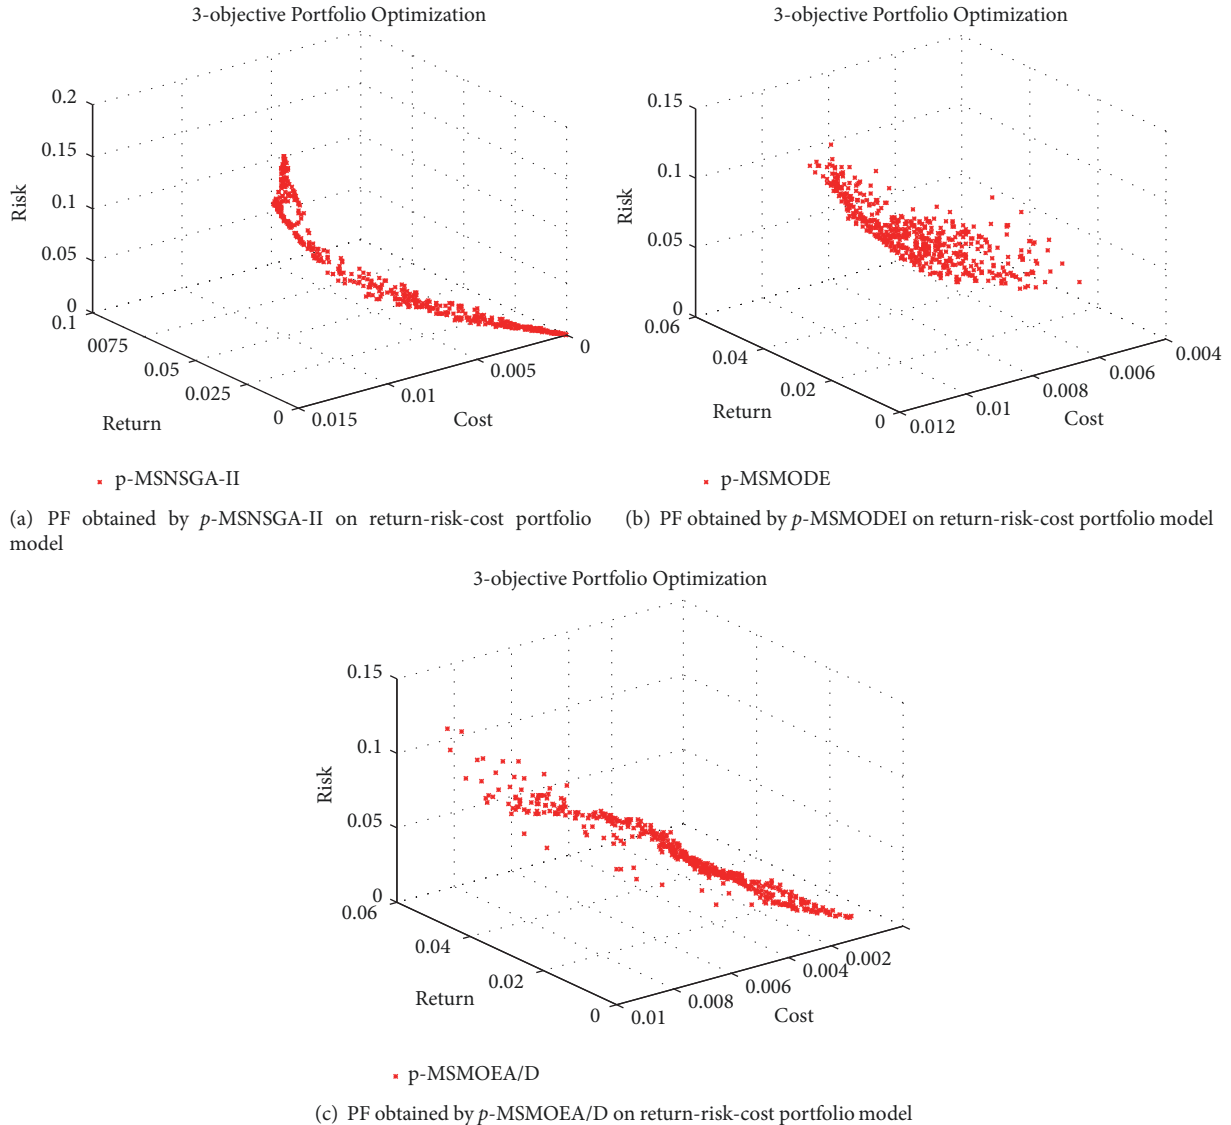 3-objective Portfolio Optimization
0.2
0.15
0.1
0.05
0
Risk
0.1
0075
0.05
0.025
0
Return
0.015
0.01
0.005
0
Cost
p-MSNSGA-II
(a) PF obtained by p-MSNSGA-II on return-risk-cost portfolio
model
3-objective Portfolio Optimization
0.15
0.1
0.05
0
Risk
0.06
0.04
0.02
0
Return
0.012
0.01
0.008
0.006
0.004
Cost
p-MSMODE
(b) PF obtained by p-MSMODEI on return-risk-cost portfolio model
3-objective Portfolio Optimization
0.15
0.1
0.05
0
Risk
0.06
0.04
0.02
0
Return
0.01
0.008
0.006
0.004
0.002
Cost
p-MSMOEA/D
(c) PF obtained by p-MSMOEA/D on return-risk-cost portfolio model